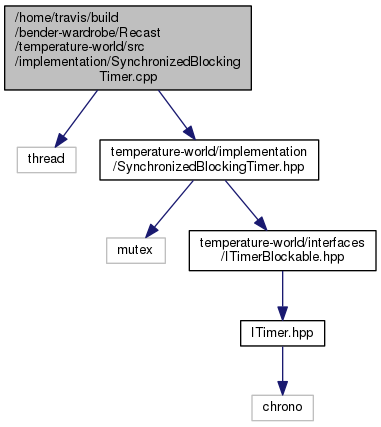 /home/travis/build
/bender-wardrobe/Recast
/temperature-world/src
/implementation/SynchronizedBlocking
Timer.cpp
thread
temperature-world/implementation
/SynchronizedBlockingTimer.hpp
mutex
temperature-world/interfaces
/ITimerBlockable.hpp
ITimer.hpp
chrono